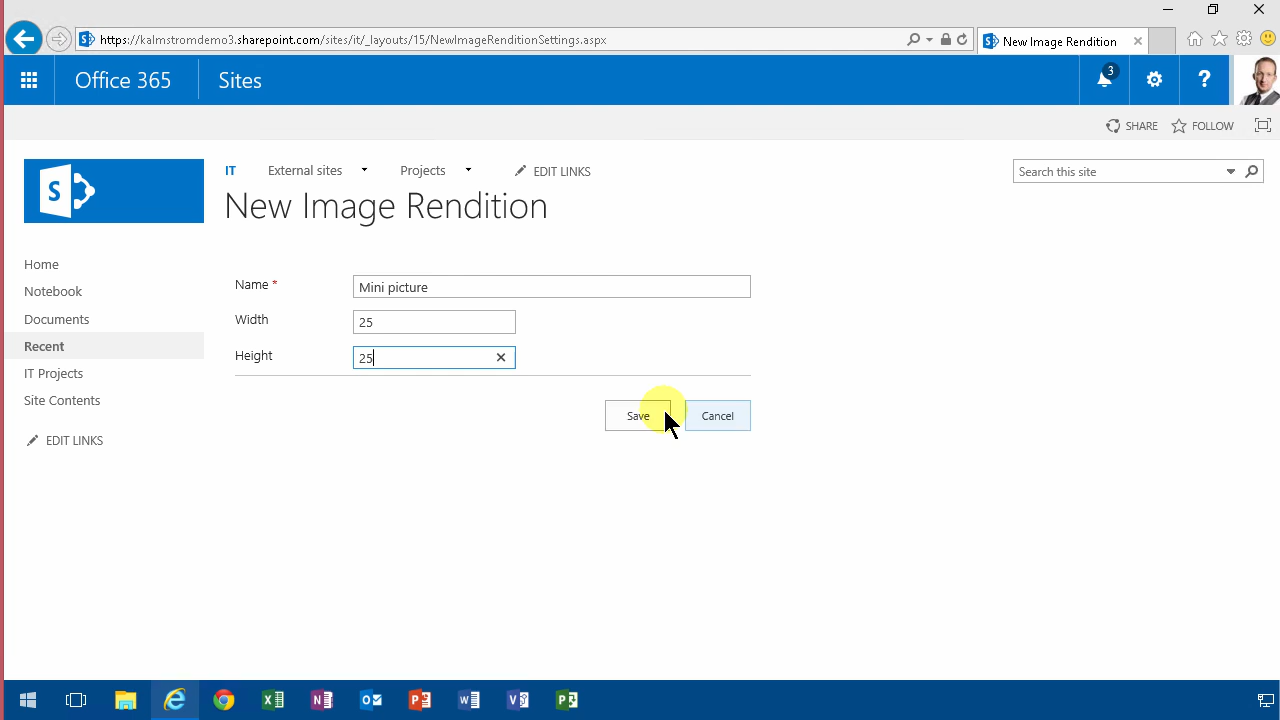 https://kalmstromdemo3.sharepoint.com/sites/it/_layouts/15/NewImageRenditionSettings.aspx
New Image Rendition
Office 365
Sites
3
?
SHARE
FOLLOW
S
IT
External sites
Projects
EDIT LINKS
Search this site
New Image Rendition
Home
Notebook
Documents
Recent
IT Projects
Site Contents
EDIT LINKS
Name *
Mini picture
Width
25
Height
25
Save
Cancel